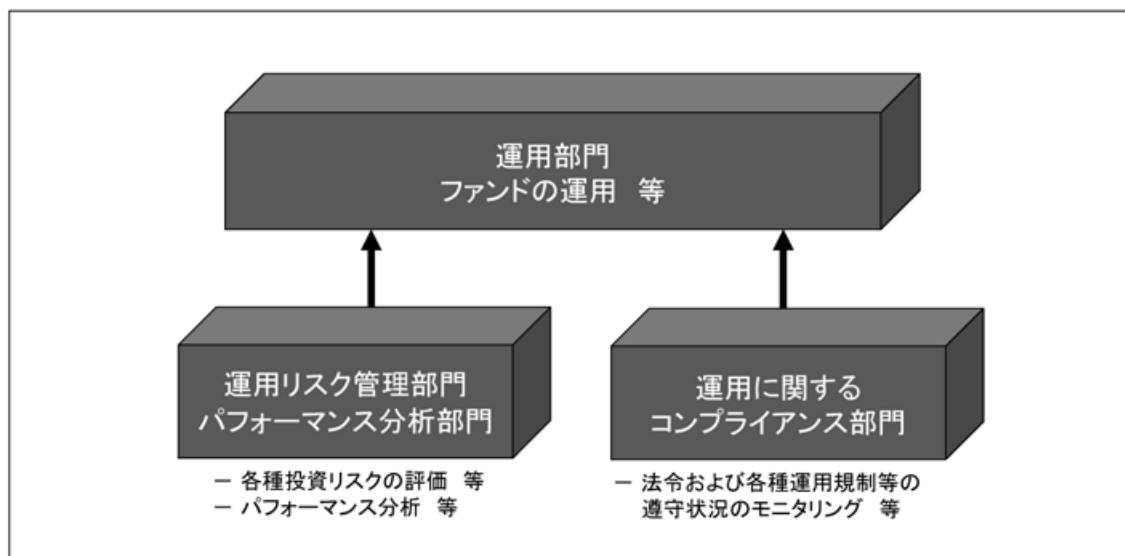 運用部門
ファンドの運用　等
運用リスク管理部門
パフォーマンス分析部門
－ 各種投資リスクの評価　等
－ パフォーマンス分析　等
運用に関する
コンプライアンス部門
－ 法令および各種運用規制等の
遵守状況のモニタリング　等